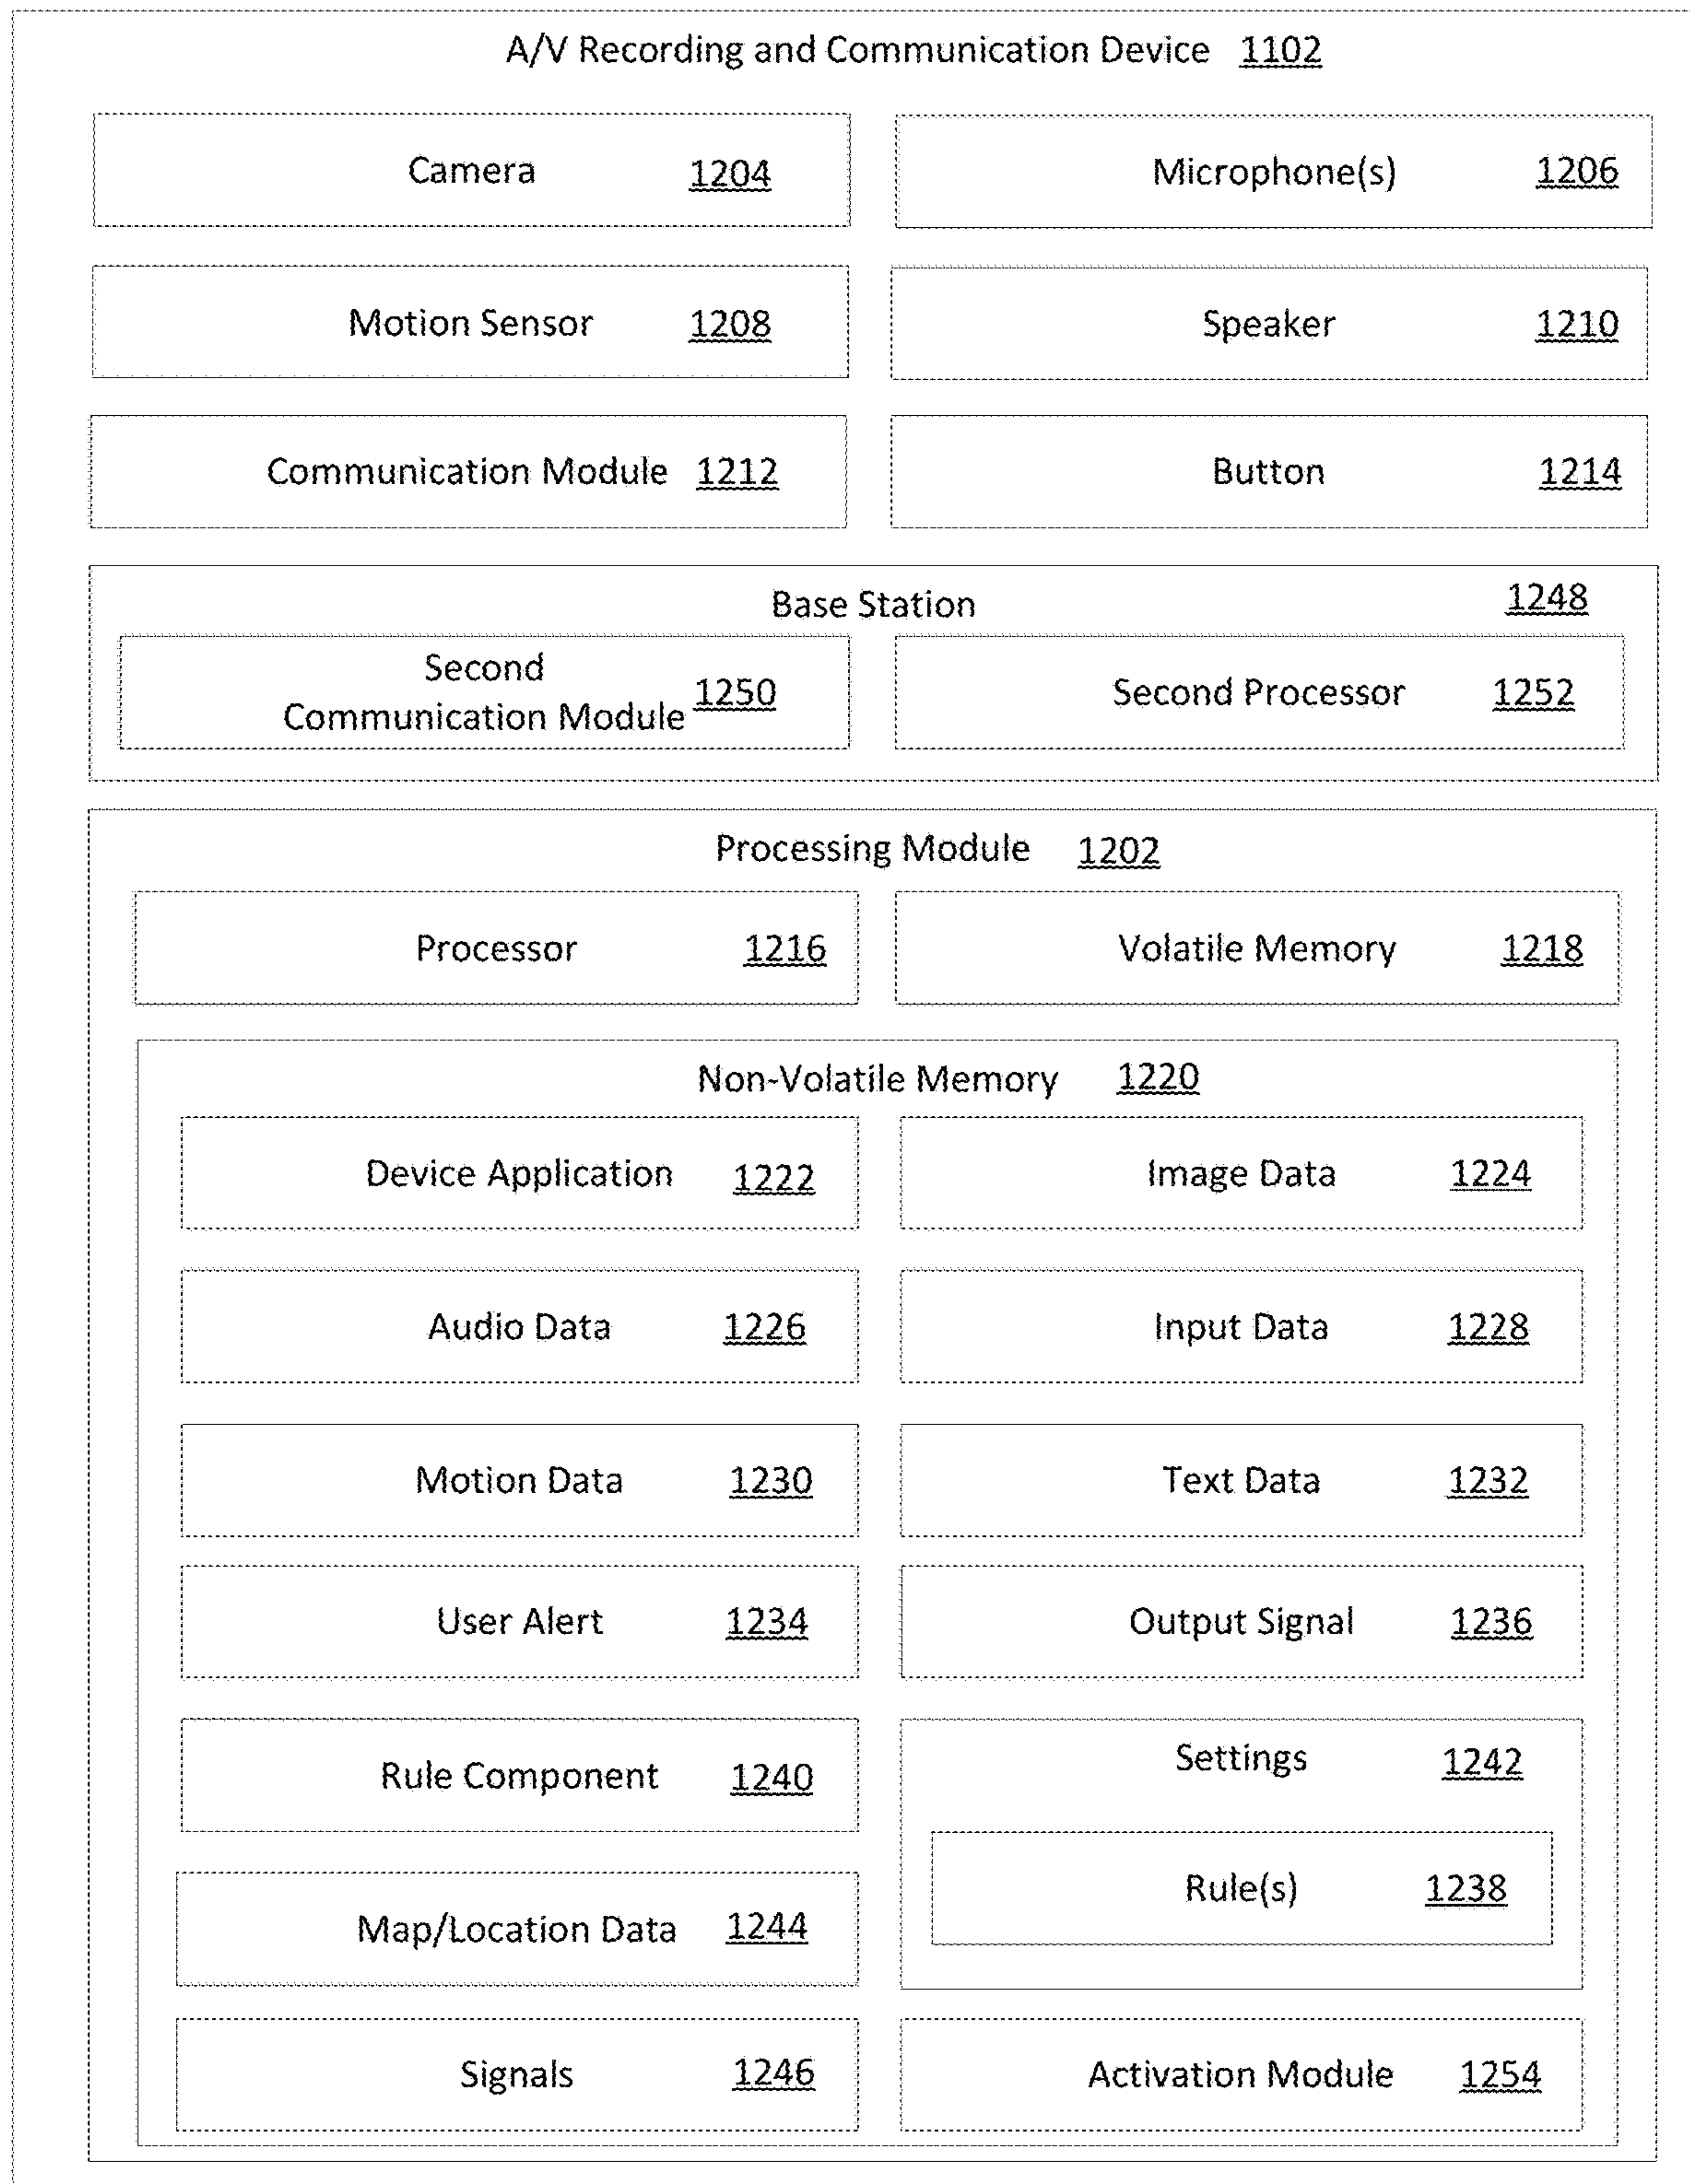 A/V Recording and Communication Device 1102
Camera 1204
Microphone(s) 1206
Motion Sensor 1208
Speaker 1210
Communication Module 1212
Button 1214
Base Station 1248
Second
Communication Module 1250
Second Processor 1252
Processing Module 1202
Processor 1216
Volatile Memory 1218
Non-Volatile Memory 1220
Device Application 1222
Image Data 1224
Audio Data 1226
Input Data 1228
Motion Data 1230
Text Data 1232
User Alert 1234
Output Signal 1236
Rule Component 1240
Settings 1242
Rule(s) 1238
Map/Location Data 1244
Signals 1246
Activation Module 1254